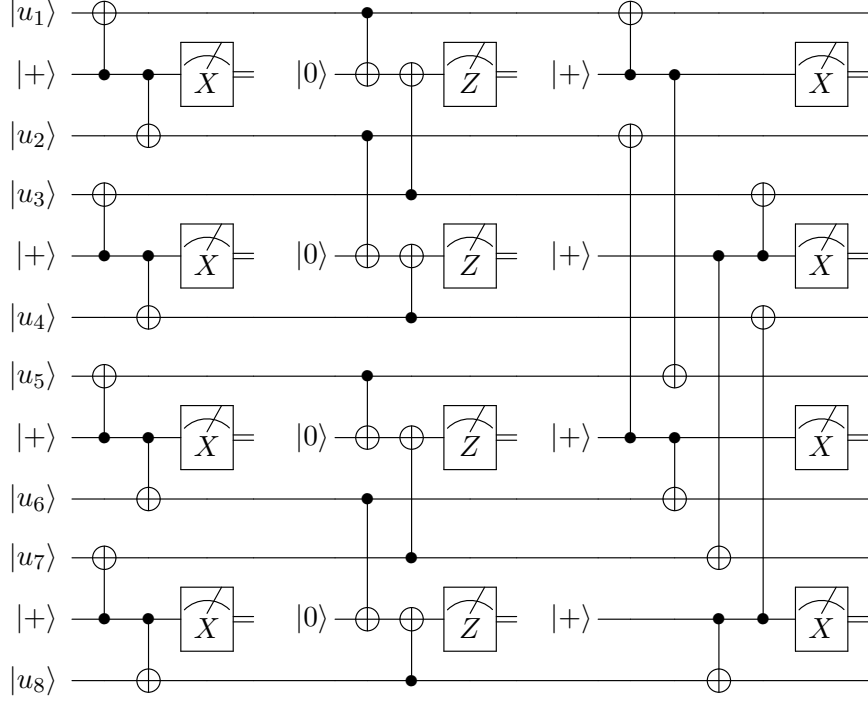 |u₁⟩
|+⟩ X |0⟩ Z |+⟩ X
|u₂⟩
|u₃⟩
|+⟩ X |0⟩ Z |+⟩ X
|u₄⟩
|u₅⟩
|+⟩ X |0⟩ Z |+⟩ X
|u₆⟩
|u₇⟩
|+⟩ X |0⟩ Z |+⟩ X
|u₈⟩